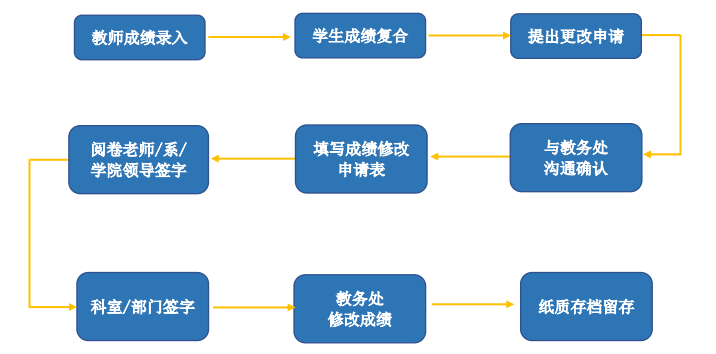 教师成绩录入
学生成绩复合
提出更改申请
与教务处
沟通确认
填写成绩修改
申请表
阅卷老师/系/
学院领导签字
科室/部门签字
教务处
修改成绩
纸质存档留存